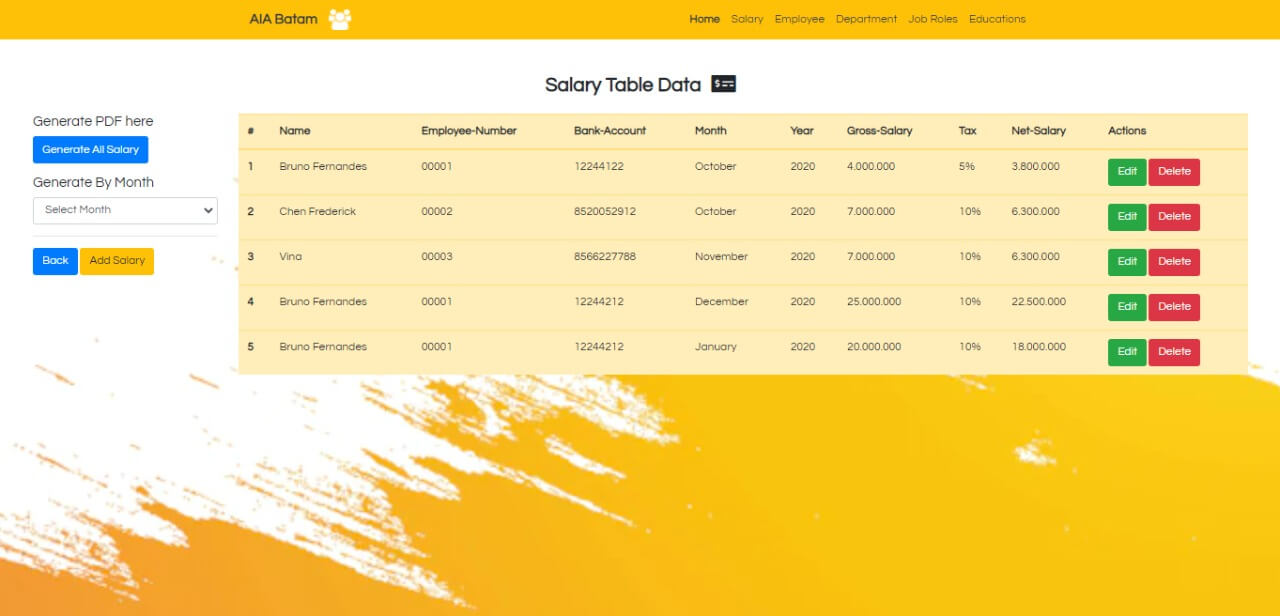 AIA Batam
Home Salary Employee Department Job Roles Educations
Salary Table Data
Generate PDF here
Generate All Salary
Generate By Month
Select Month
Back Add Salary
# Name Employee-Number Bank-Account Month Year Gross-Salary Tax Net-Salary Actions
1 Bruno Fernandes 00001 12244122 October 2020 4.000.000 5% 3.800.000 Edit Delete
2 Chen Frederick 00002 8520052912 October 2020 7.000.000 10% 6.300.000 Edit Delete
3 Vina 00003 8566227788 November 2020 7.000.000 10% 6.300.000 Edit Delete
4 Bruno Fernandes 00001 12244212 December 2020 25.000.000 10% 22.500.000 Edit Delete
5 Bruno Fernandes 00001 12244212 January 2020 20.000.000 10% 18.000.000 Edit Delete